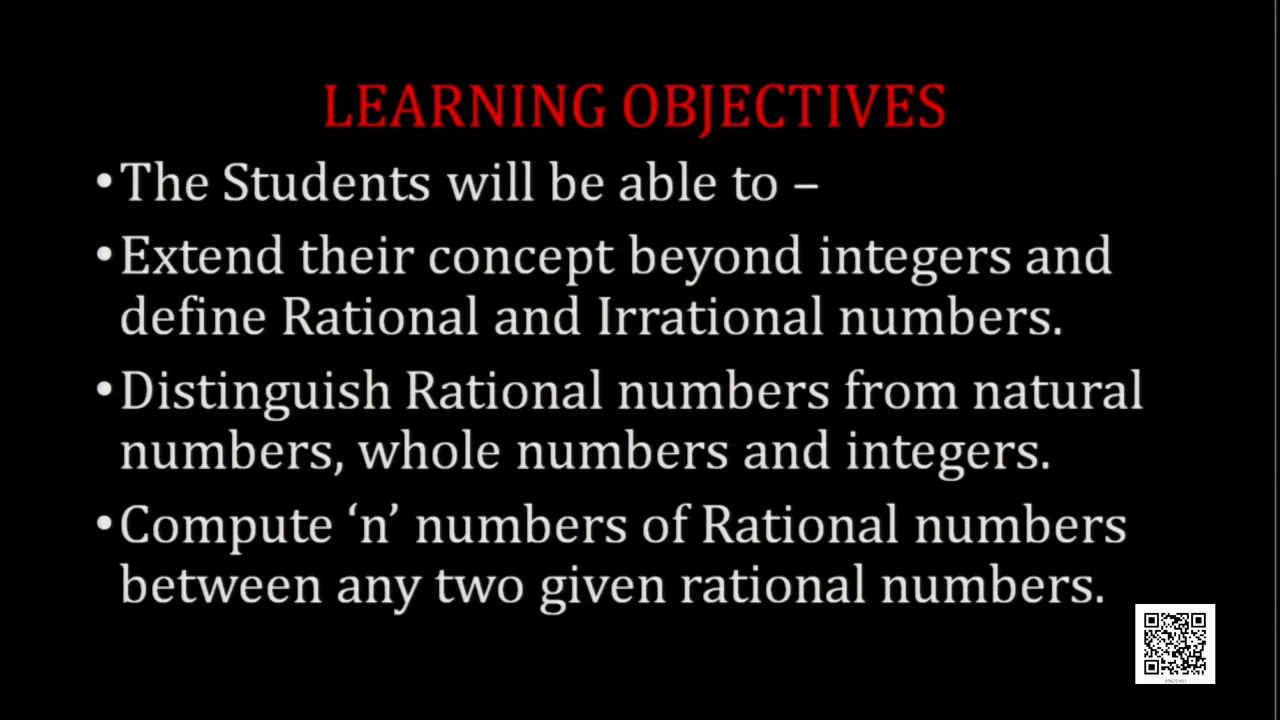 LEARNING OBJECTIVES
•The Students will be able to –
•Extend their concept beyond integers and
define Rational and Irrational numbers.
•Distinguish Rational numbers from natural
numbers, whole numbers and integers.
•Compute ‘n’ numbers of Rational numbers
between any two given rational numbers.